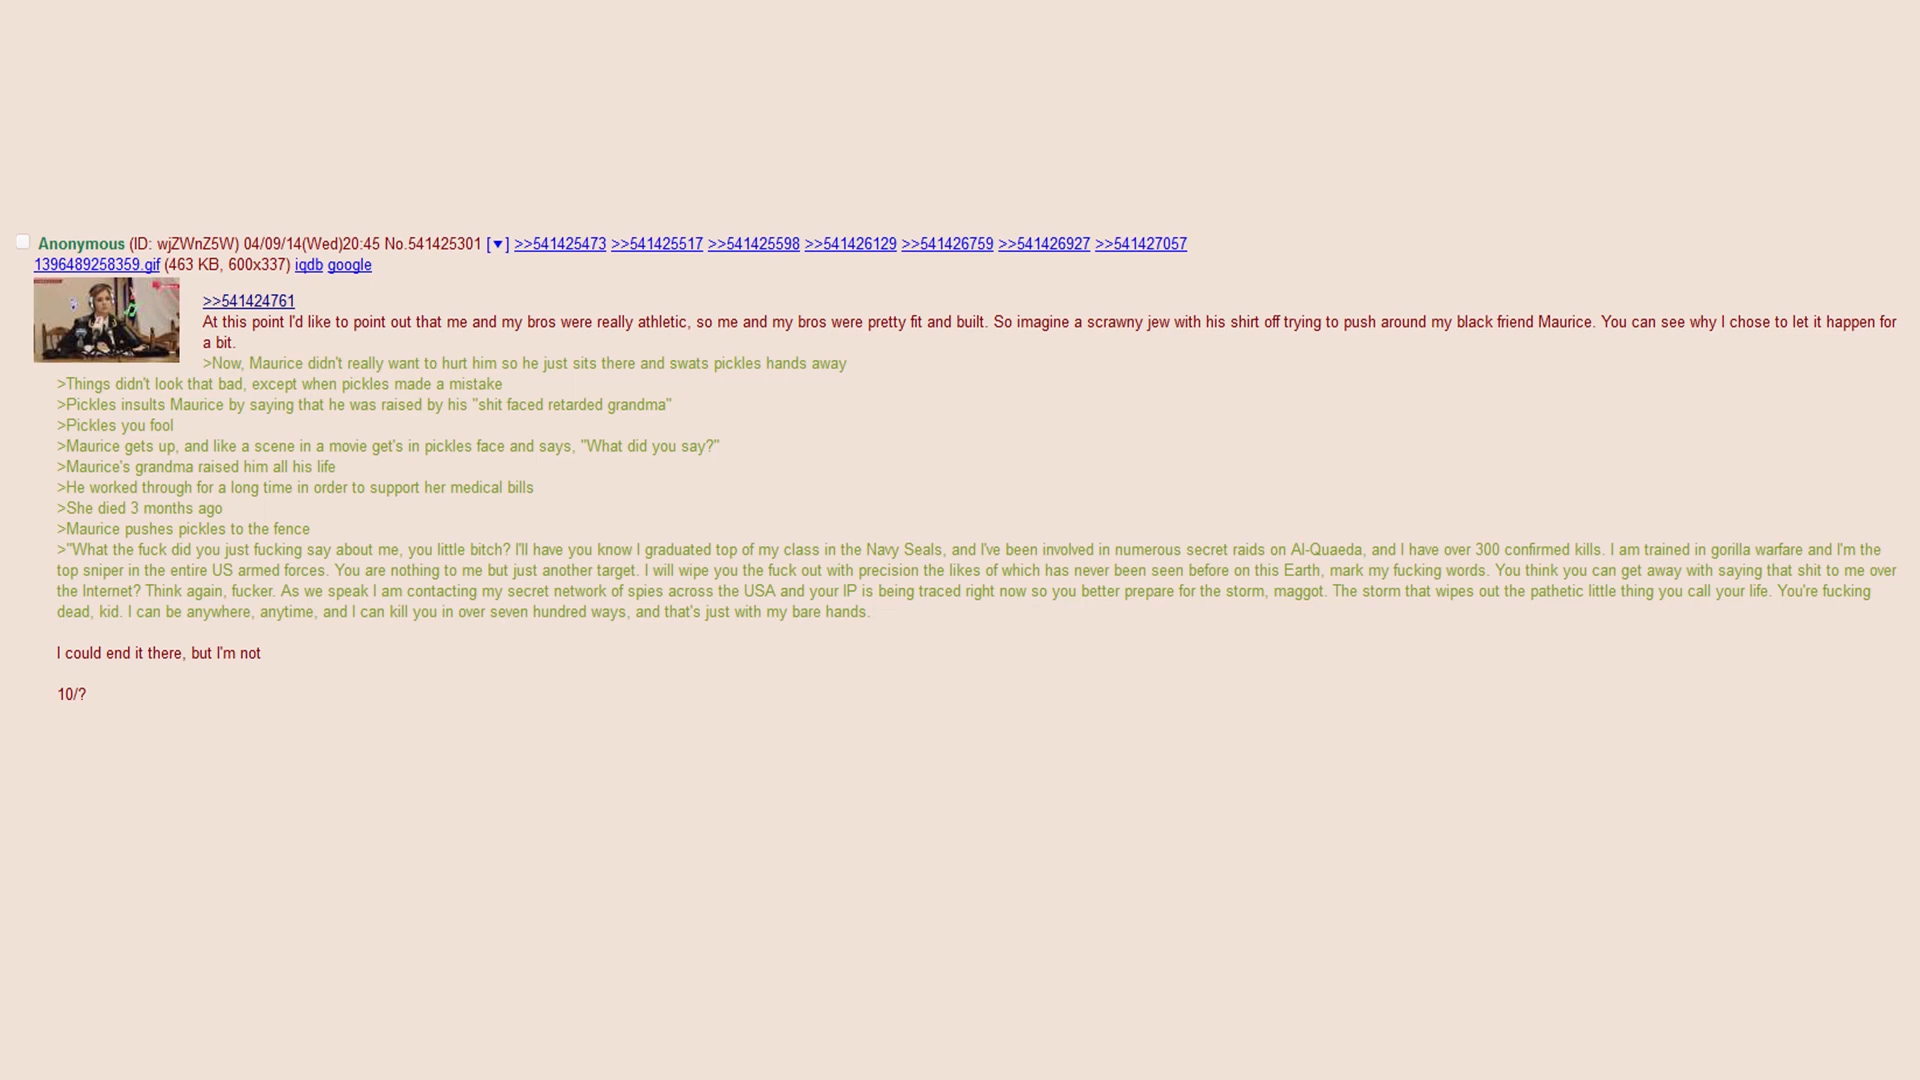 Anonymous (ID: wjZWnZ5W) 04/09/14(Wed)20:45 No.541425301 [▼] >>541425473 >>541425517 >>541425598 >>541426129 >>541426759 >>541426927 >>541427057
1396489258359.gif (463 KB, 600x337) iqdb google
>>541424761
At this point I'd like to point out that me and my bros were really athletic, so me and my bros were pretty fit and built. So imagine a scrawny jew with his shirt off trying to push around my black friend Maurice. You can see why I chose to let it happen for
a bit.
>Now, Maurice didn't really want to hurt him so he just sits there and swats pickles hands away
>Things didn't look that bad, except when pickles made a mistake
>Pickles insults Maurice by saying that he was raised by his "shit faced retarded grandma"
>Pickles you fool
>Maurice gets up, and like a scene in a movie get's in pickles face and says, "What did you say?"
>Maurice's grandma raised him all his life
>He worked through for a long time in order to support her medical bills
>She died 3 months ago
>Maurice pushes pickles to the fence
>"What the fuck did you just fucking say about me, you little bitch? I'll have you know I graduated top of my class in the Navy Seals, and I've been involved in numerous secret raids on Al-Quaeda, and I have over 300 confirmed kills. I am trained in gorilla warfare and I'm the
top sniper in the entire US armed forces. You are nothing to me but just another target. I will wipe you the fuck out with precision the likes of which has never been seen before on this Earth, mark my fucking words. You think you can get away with saying that shit to me over
the Internet? Think again, fucker. As we speak I am contacting my secret network of spies across the USA and your IP is being traced right now so you better prepare for the storm, maggot. The storm that wipes out the pathetic little thing you call your life. You're fucking
dead, kid. I can be anywhere, anytime, and I can kill you in over seven hundred ways, and that's just with my bare hands.
I could end it there, but I'm not
10/?